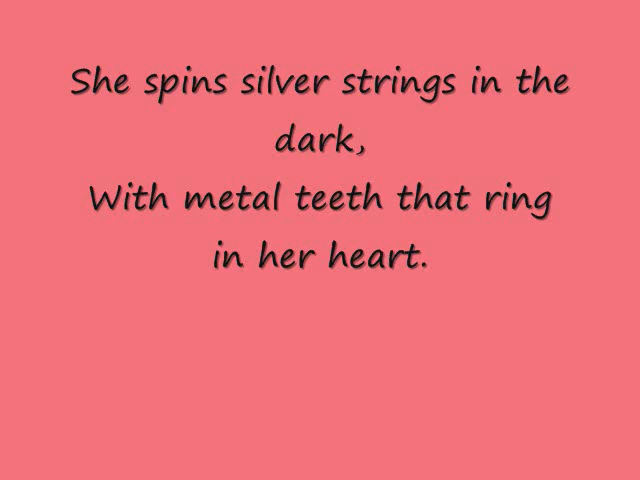 She spins silver strings in the
dark,
With metal teeth that ring
in her heart.